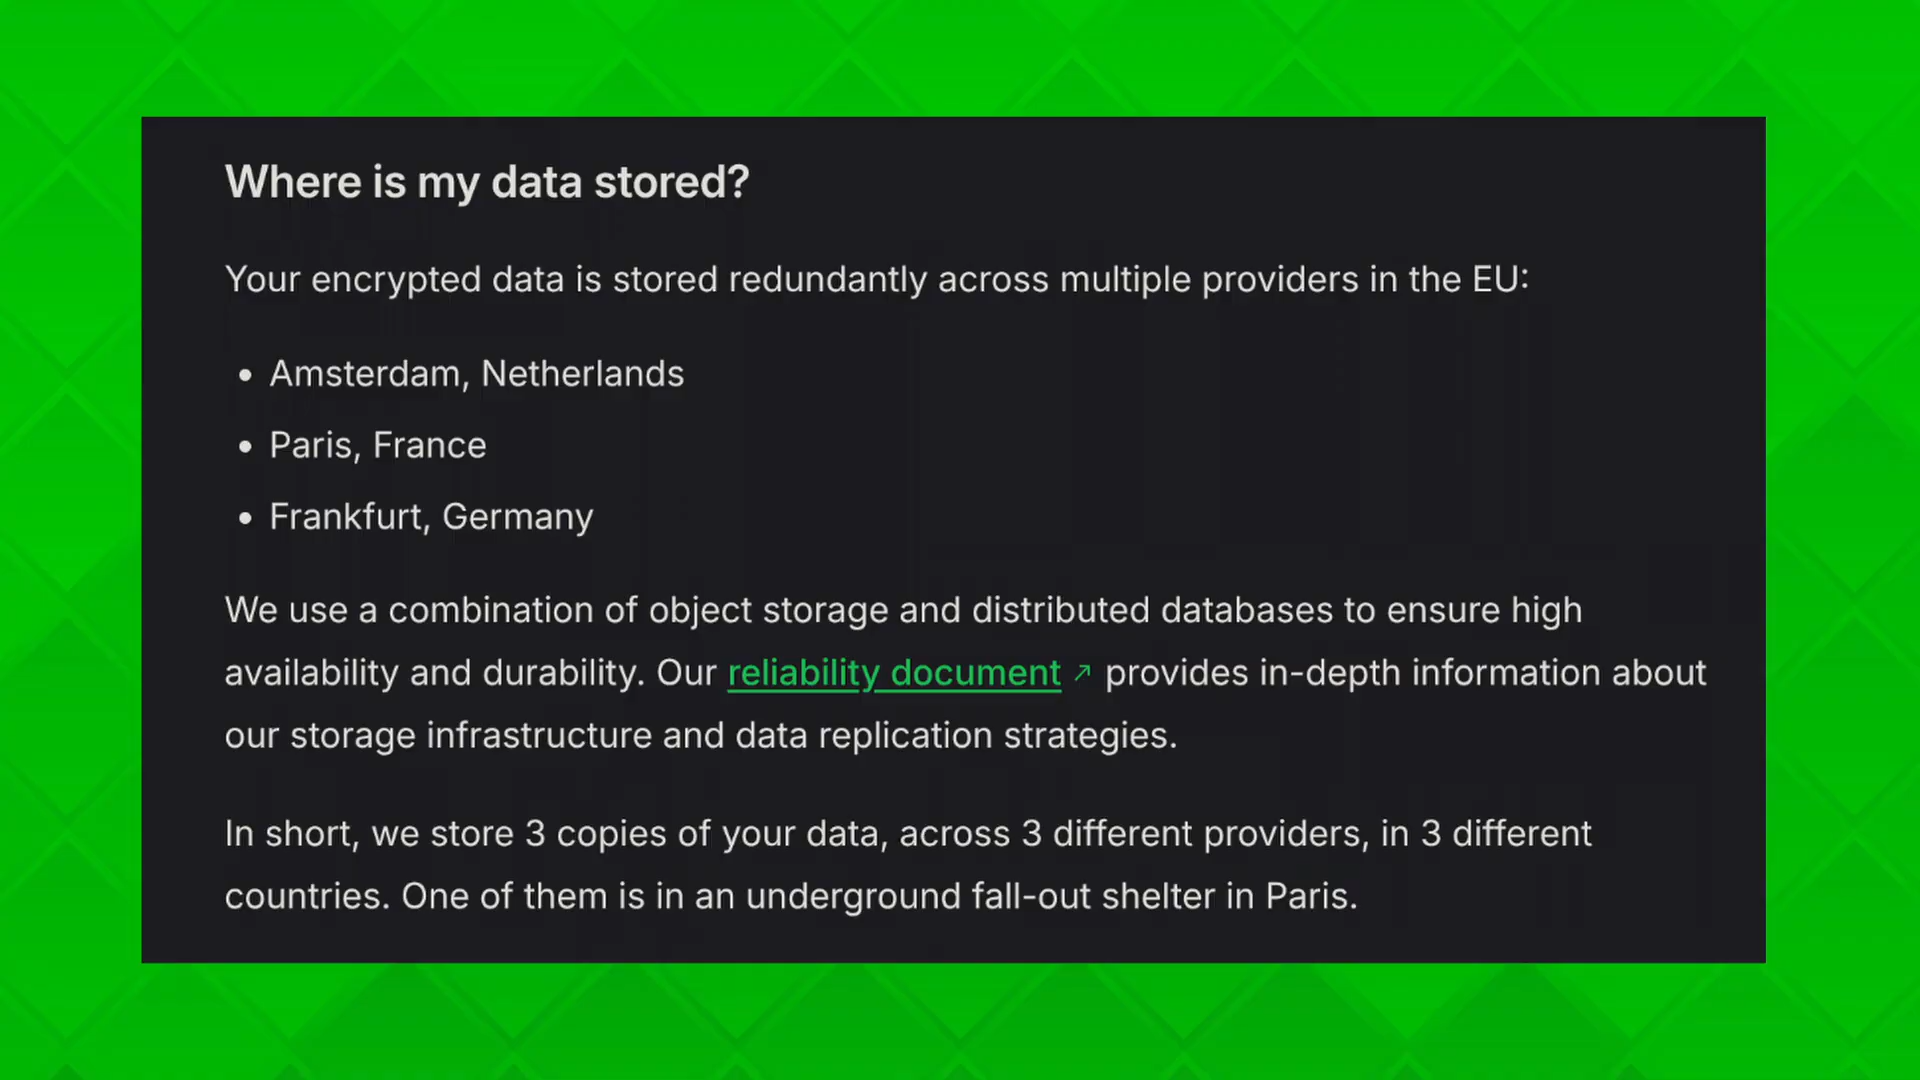 Where is my data stored?
Your encrypted data is stored redundantly across multiple providers in the EU:
• Amsterdam, Netherlands
• Paris, France
• Frankfurt, Germany
We use a combination of object storage and distributed databases to ensure high
availability and durability. Our reliability document ↗ provides in-depth information about
our storage infrastructure and data replication strategies.
In short, we store 3 copies of your data, across 3 different providers, in 3 different
countries. One of them is in an underground fall-out shelter in Paris.